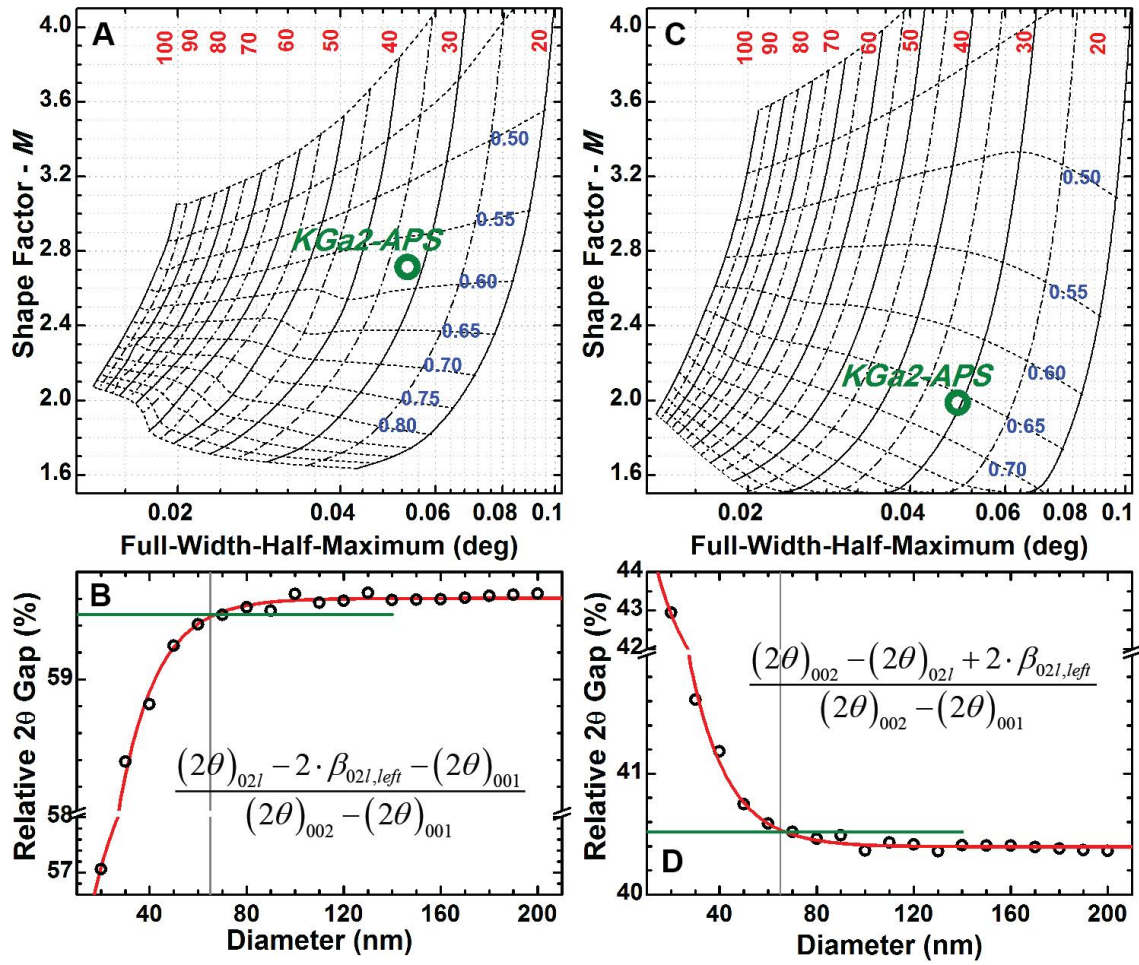 A
4.0
3.6
3.2
2.8
2.4
2.0
1.6
Shape Factor - M
100 90 80 70 60 50 40 30 20
0.50
0.55
KGa2-APS
0.60
0.65
0.70
0.75
0.80
0.02 0.04 0.06 0.08 0.1
Full-Width-Half-Maximum (deg)
C
4.0
3.6
3.2
2.8
2.4
2.0
1.6
Shape Factor - M
100 90 80 70 60 50 40 30 20
0.50
0.55
0.60
KGa2-APS
0.65
0.70
0.02 0.04 0.06 0.08 0.1
Full-Width-Half-Maximum (deg)
B
59
58
57
Relative 2θ Gap (%)
(2θ)02l − 2·β02l,left − (2θ)001
(2θ)002 − (2θ)001
40 80 120 160 200
Diameter (nm)
44
43
42
41
40
Relative 2θ Gap (%)
(2θ)002 − (2θ)02l + 2·β02l,left
(2θ)002 − (2θ)001
D
40 80 120 160 200
Diameter (nm)